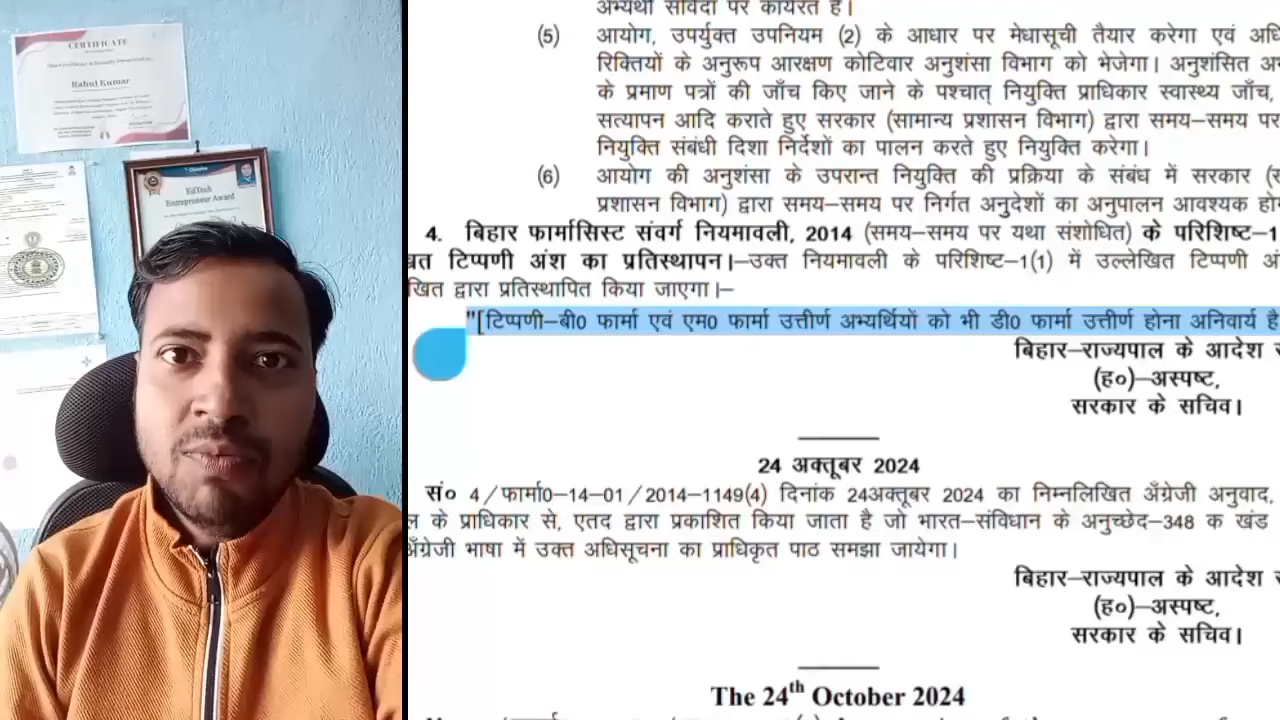 CERTIFICATE
Rahul Kumar
EdTech
Entrepreneur Award
अभ्यर्थी संविदा पर कार्यरत है।
(5) आयोग, उपर्युक्त उपनियम (2) के आधार पर मेधासूची तैयार करेगा एवं
रिक्तियों के अनुरूप आरक्षण कोटिवार अनुशंसा विभाग को भेजेगा। अनुशंसित
के प्रमाण पत्रों की जाँच किए जाने के पश्चात् नियुक्ति प्राधिकार स्वास्थ्य जाँच,
सत्यापन आदि कराते हुए सरकार (सामान्य प्रशासन विभाग) द्वारा समय–समय पर
नियुक्ति संबंधी दिशा निर्देशों का पालन करते हुए नियुक्ति करेगा।
(6) आयोग की अनुशंसा के उपरान्त नियुक्ति की प्रक्रिया के संबंध में सरकार
प्रशासन विभाग) द्वारा समय–समय पर निर्गत अनुदेशों का अनुपालन आवश्यक
4. बिहार फार्मासिस्ट संवर्ग नियमावली, 2014 (समय–समय पर यथा संशोधित) के परिशिष्ट–1
टिप्पणी अंश का प्रतिस्थापन।–उक्त नियमावली के परिशिष्ट–1(1) में उल्लेखित टिप्पणी
द्वारा प्रतिस्थापित किया जाएगा।–
"[टिप्पणी–बी0 फार्मा एवं एम0 फार्मा उत्तीर्ण अभ्यर्थियों को भी डी0 फार्मा उत्तीर्ण होना अनिवार्य है
बिहार–राज्यपाल के आदेश
(ह०)–अस्पष्ट,
सरकार के सचिव।
24 अक्तूबर 2024
सं० 4/फार्मा0–14–01/2014–1149(4) दिनांक 24अक्तूबर 2024 का निम्नलिखित अँग्रेजी अनुवाद,
के प्राधिकार से, एतद द्वारा प्रकाशित किया जाता है जो भारत–संविधान के अनुच्छेद–348 क खंड
अँग्रेजी भाषा में उक्त अधिसूचना का प्राधिकृत पाठ समझा जायेगा।
बिहार–राज्यपाल के आदेश
(ह०)–अस्पष्ट,
सरकार के सचिव।
The 24th October 2024